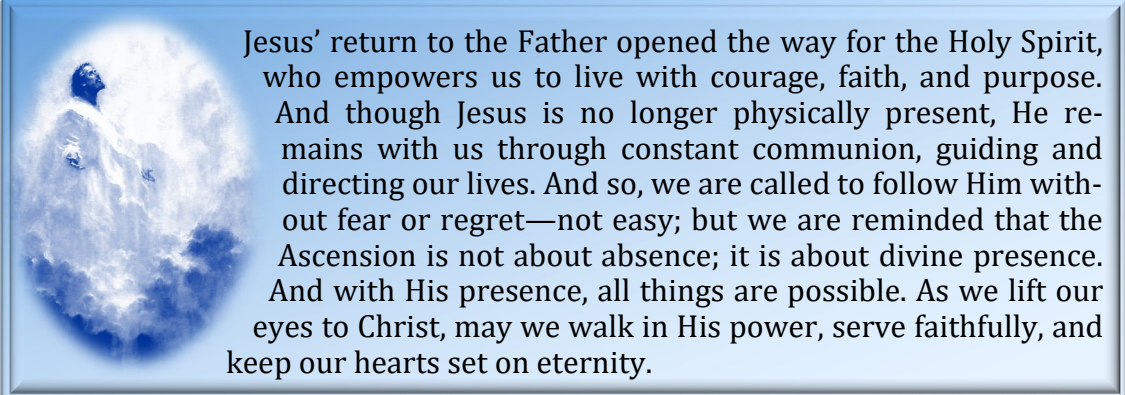 Jesus’ return to the Father opened the way for the Holy Spirit,
who empowers us to live with courage, faith, and purpose.
And though Jesus is no longer physically present, He re-
mains with us through constant communion, guiding and
directing our lives. And so, we are called to follow Him with-
out fear or regret—not easy; but we are reminded that the
Ascension is not about absence; it is about divine presence.
And with His presence, all things are possible. As we lift our
eyes to Christ, may we walk in His power, serve faithfully, and
keep our hearts set on eternity.